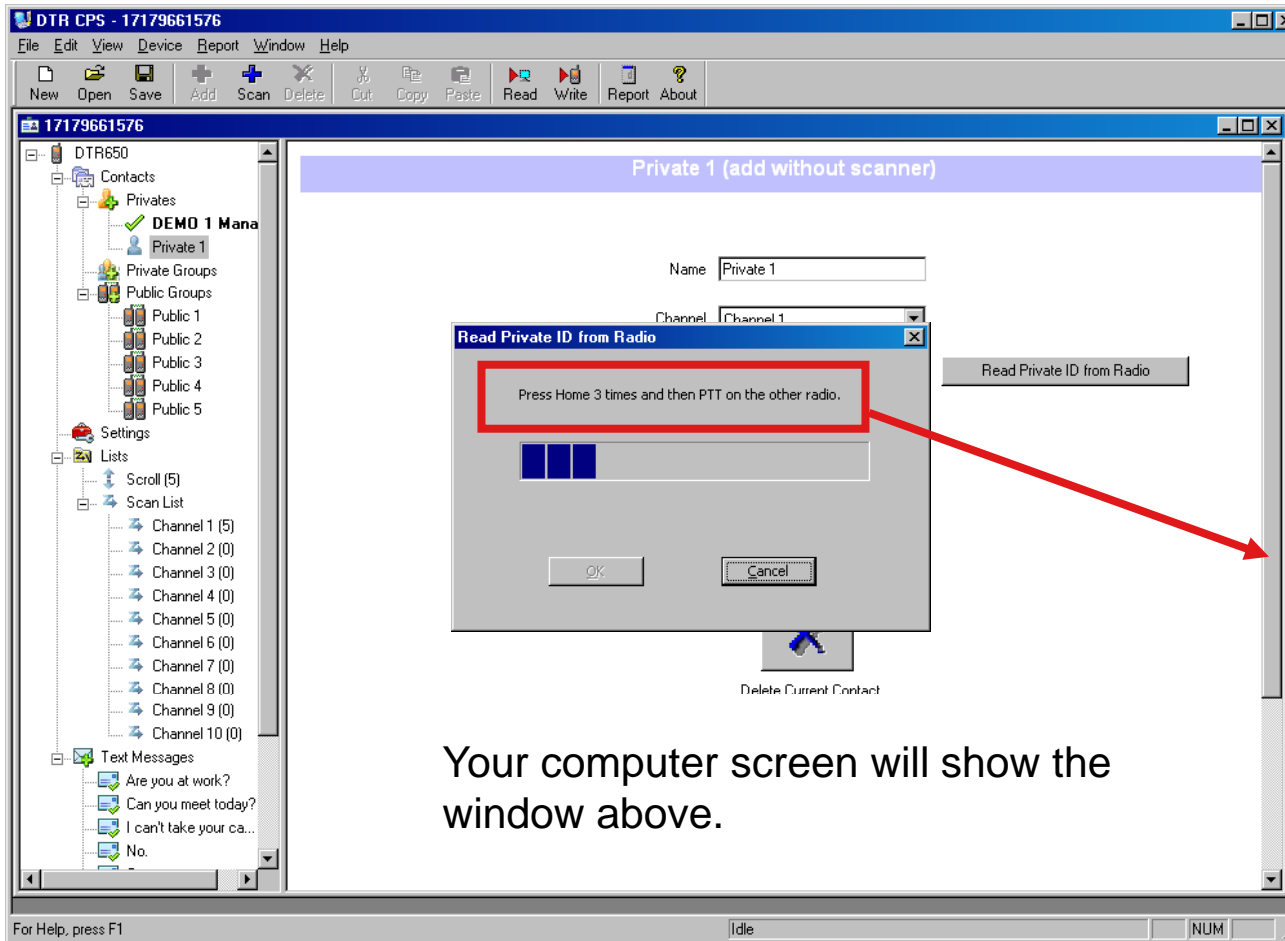 DTR CPS - 17179661576
File Edit View Device Report Window Help
New Open Save Add Scan Delete Cut Copy Paste Read Write Report About
17179661576
DTR650
Contacts
Privates
DEMO 1 Mana
Private 1
Private Groups
Public Groups
Public 1
Public 2
Public 3
Public 4
Public 5
Settings
Lists
Scroll (5)
Scan List
Channel 1 (5)
Channel 2 (0)
Channel 3 (0)
Channel 4 (0)
Channel 5 (0)
Channel 6 (0)
Channel 7 (0)
Channel 8 (0)
Channel 9 (0)
Channel 10 (0)
Text Messages
Are you at work?
Can you meet today?
I can't take your ca...
No.
Private 1 (add without scanner)
Name Private 1
Channel Channel 1
Read Private ID from Radio
Read Private ID from Radio
Press Home 3 times and then PTT on the other radio.
OK Cancel
Delete Current Contact
Your computer screen will show the
window above.
For Help, press F1 Idle NUM